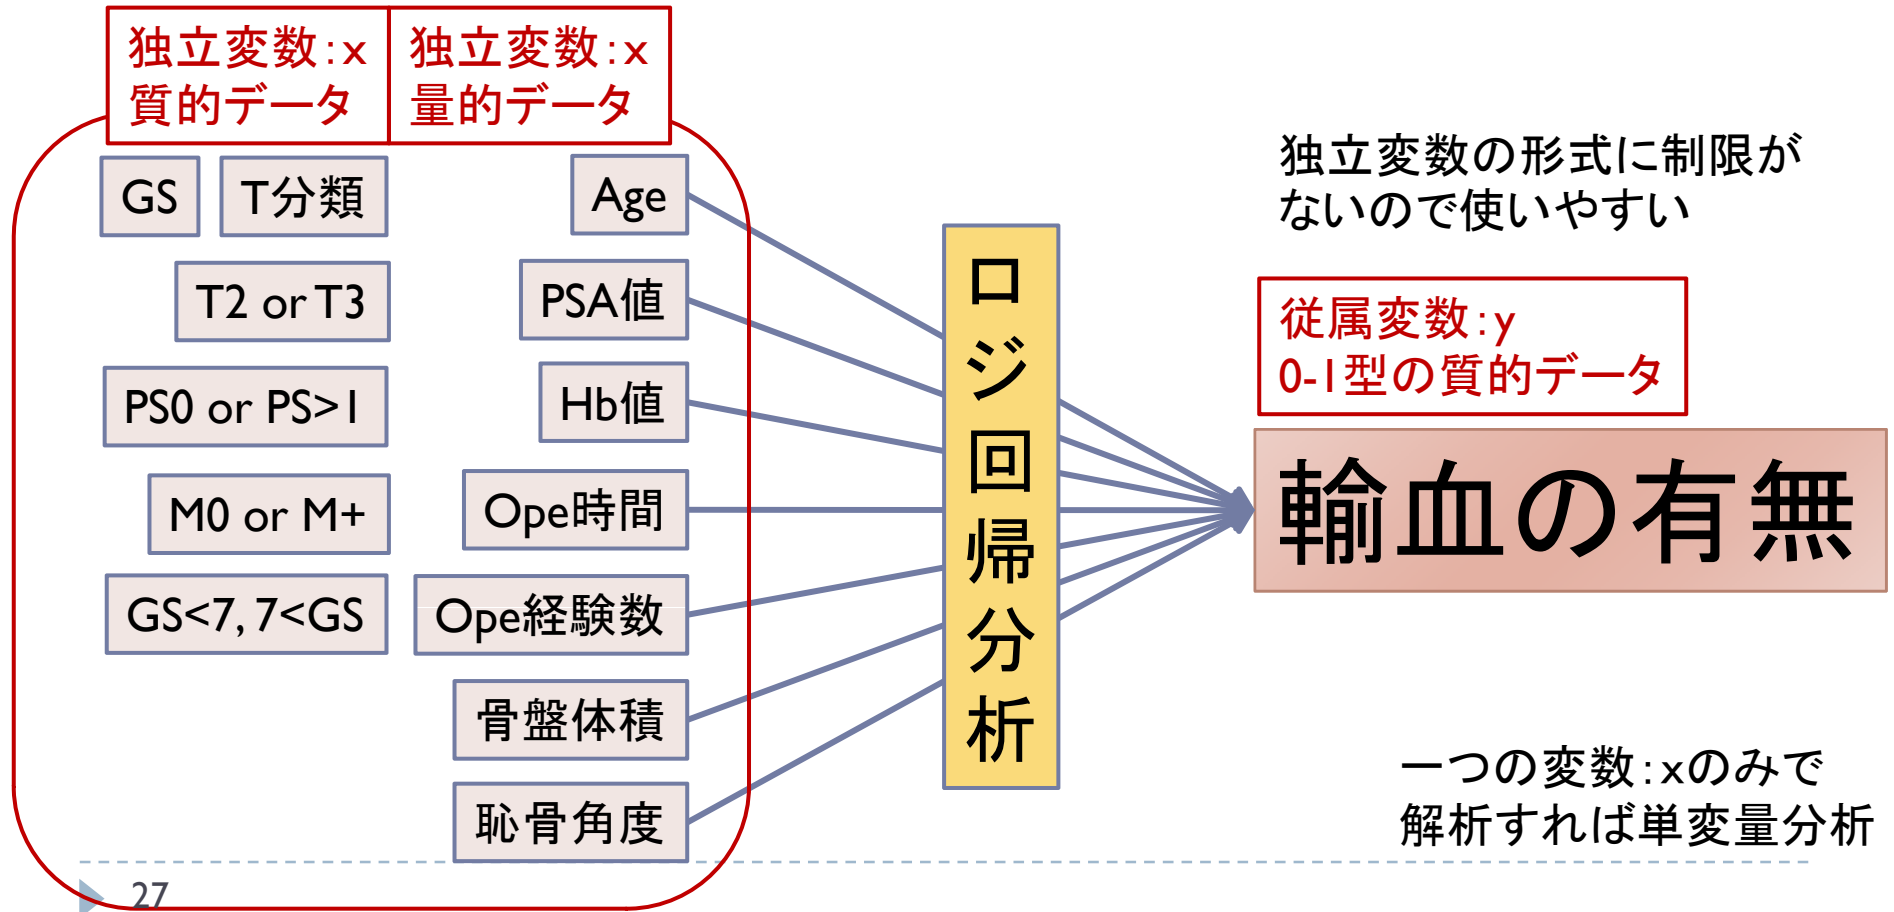 独立変数:x
質的データ
独立変数:x
量的データ
GS
T分類
T2 or T3
PS0 or PS>1
M0 or M+
GS<7, 7<GS
Age
PSA値
Hb値
Ope時間
Ope経験数
骨盤体積
恥骨角度
ロジ回帰分析
独立変数の形式に制限が
ないので使いやすい
従属変数:y
0-1型の質的データ
輸血の有無
一つの変数:xのみで
解析すれば単変量分析
27